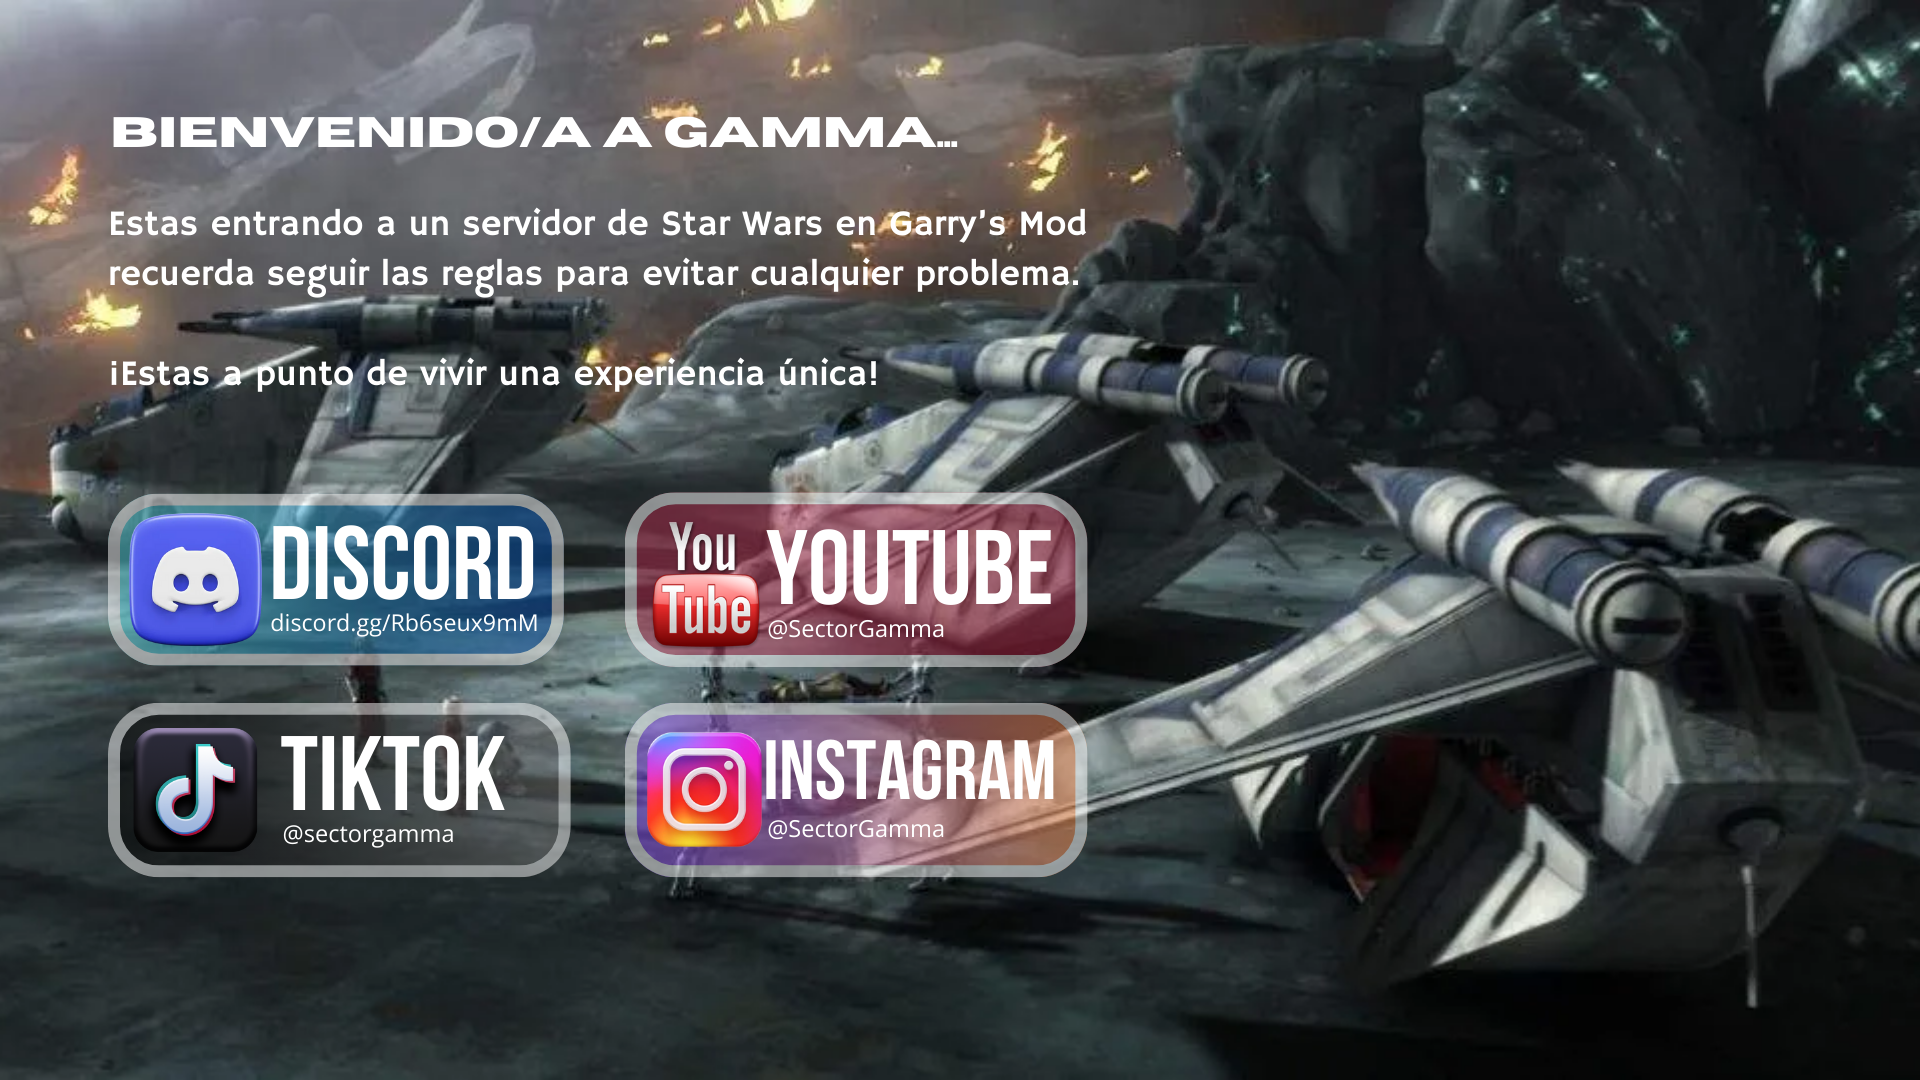 BIENVENIDO/A A GAMMA...
Estas entrando a un servidor de Star Wars en Garry's Mod
recuerda seguir las reglas para evitar cualquier problema.
¡Estas a punto de vivir una experiencia única!
DISCORD
discord.gg/Rb6seux9mM
You
Tube
YOUTUBE
@SectorGamma
TIKTOK
@sectorgamma
INSTAGRAM
@SectorGamma